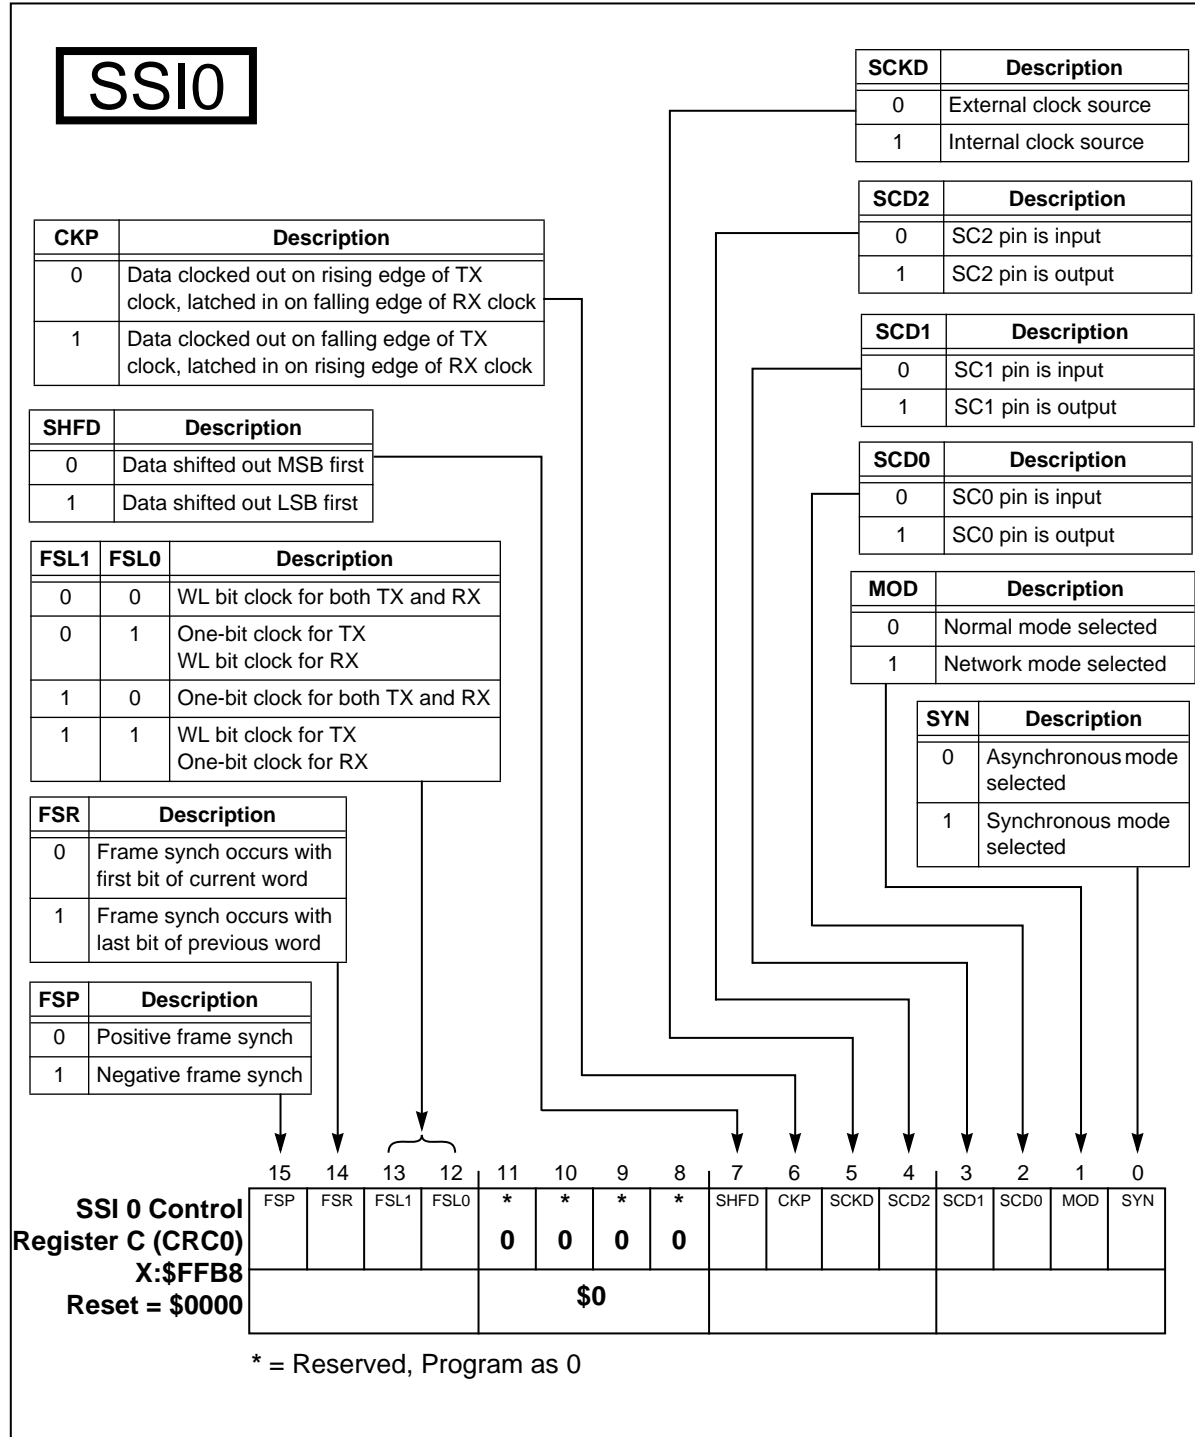 SSI0
SCKD Description
0 External clock source
1 Internal clock source
SCD2 Description
0 SC2 pin is input
1 SC2 pin is output
CKP Description
0 Data clocked out on rising edge of TX
clock, latched in on falling edge of RX clock
1 Data clocked out on falling edge of TX
clock, latched in on rising edge of RX clock
SCD1 Description
0 SC1 pin is input
1 SC1 pin is output
SHFD Description
0 Data shifted out MSB first
1 Data shifted out LSB first
SCD0 Description
0 SC0 pin is input
1 SC0 pin is output
FSL1 FSL0 Description
0 0 WL bit clock for both TX and RX
0 1 One-bit clock for TX
WL bit clock for RX
1 0 One-bit clock for both TX and RX
1 1 WL bit clock for TX
One-bit clock for RX
MOD Description
0 Normal mode selected
1 Network mode selected
SYN Description
0 Asynchronous mode
selected
1 Synchronous mode
selected
FSR Description
0 Frame synch occurs with
first bit of current word
1 Frame synch occurs with
last bit of previous word
FSP Description
0 Positive frame synch
1 Negative frame synch
15 14 13 12 11 10 9 8 7 6 5 4 3 2 1 0
FSP FSR FSL1 FSL0 * * * * SHFD CKP SCKD SCD2 SCD1 SCD0 MOD SYN
0 0 0 0
$0
SSI 0 Control
Register C (CRC0)
X:$FFB8
Reset = $0000
* = Reserved, Program as 0